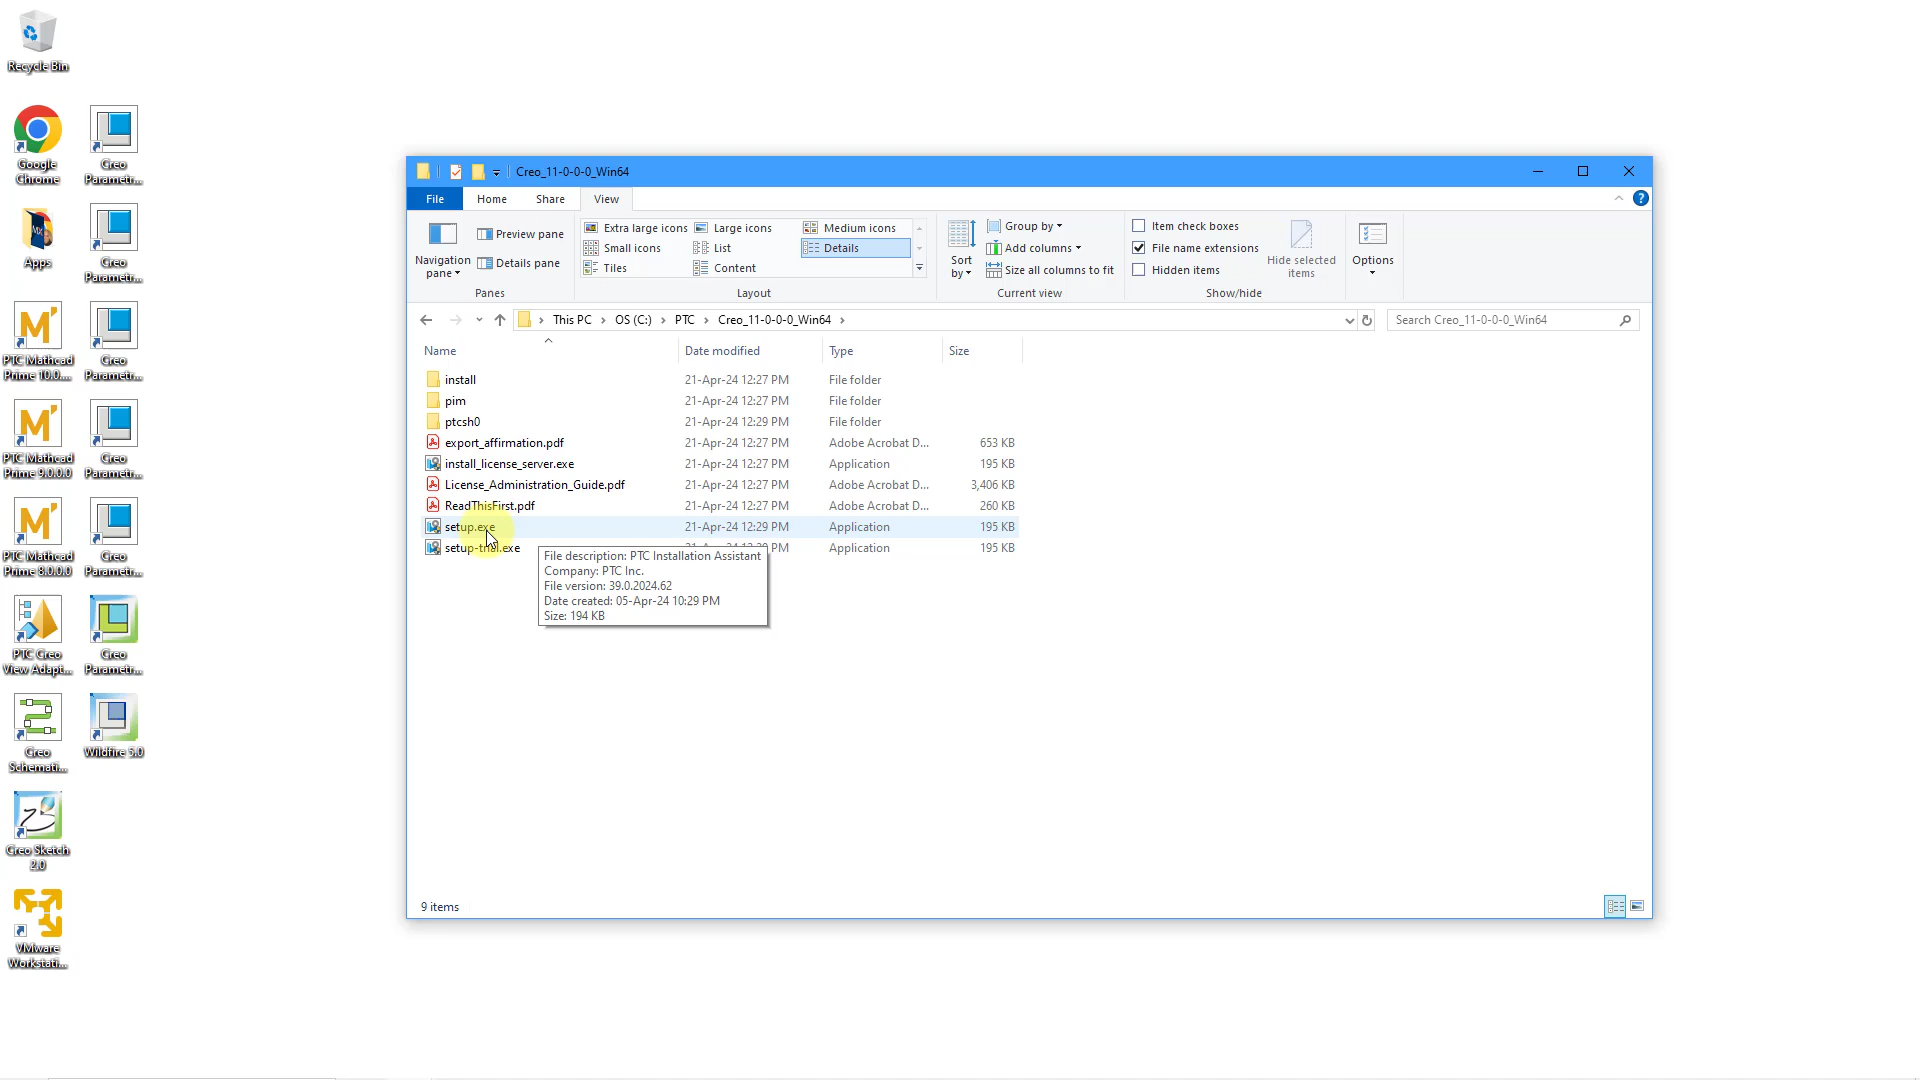 Recycle Bin
Google
Chrome
Creo
Parametr...
Apps
Creo
Parametr...
PTC Mathcad
Prime 10.0....
Creo
Parametr...
PTC Mathcad
Prime 9.0.0.0
Creo
Parametr...
PTC Mathcad
Prime 8.0.0.0
Creo
Parametr...
PTC Creo
View Adapt...
Creo
Parametr...
Creo
Schemati...
Wildfire 5.0
Creo Sketch
2.0
VMware
Workstati...
Creo_11-0-0-0_Win64
File Home Share View
Navigation
pane
Preview pane
Details pane
Panes
Extra large icons Large icons Medium icons
Small icons List Details
Tiles Content
Layout
Sort
by
Group by
Add columns
Size all columns to fit
Current view
Item check boxes
File name extensions
Hidden items
Hide selected
items
Show/hide
Options
This PC > OS (C:) > PTC > Creo_11-0-0-0_Win64 >
Search Creo_11-0-0-0_Win64
Name Date modified Type Size
install 21-Apr-24 12:27 PM File folder
pim 21-Apr-24 12:27 PM File folder
ptcsh0 21-Apr-24 12:29 PM File folder
export_affirmation.pdf 21-Apr-24 12:27 PM Adobe Acrobat D... 653 KB
install_license_server.exe 21-Apr-24 12:27 PM Application 195 KB
License_Administration_Guide.pdf 21-Apr-24 12:27 PM Adobe Acrobat D... 3,406 KB
ReadThisFirst.pdf 21-Apr-24 12:27 PM Adobe Acrobat D... 260 KB
setup.exe 21-Apr-24 12:29 PM Application 195 KB
PM Application 195 KB
File description: PTC Installation Assistant
Company: PTC Inc.
File version: 39.0.2024.62
Date created: 05-Apr-24 10:29 PM
Size: 194 KB
9 items